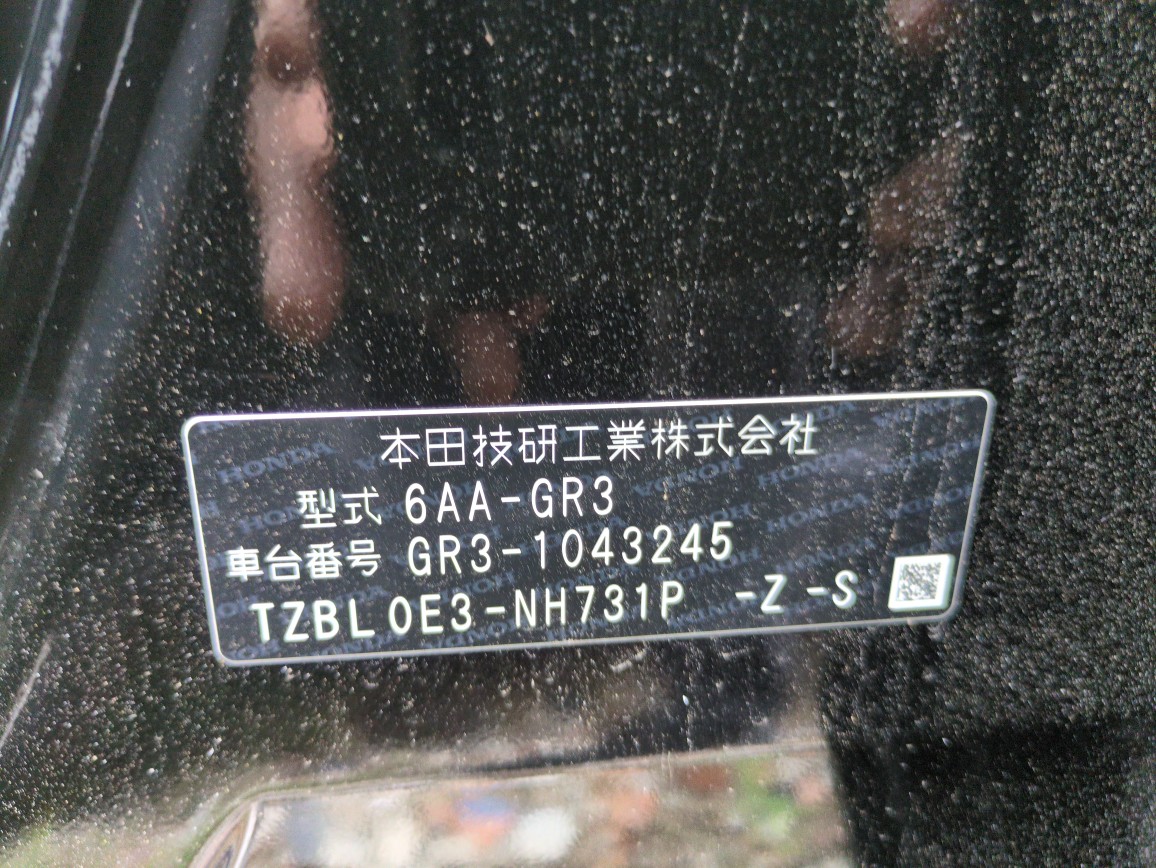 本田技研工業株式会社
型式 6AA-GR3
車台番号 GR3-1043245
TZBL0E3-NH731P -Z -S